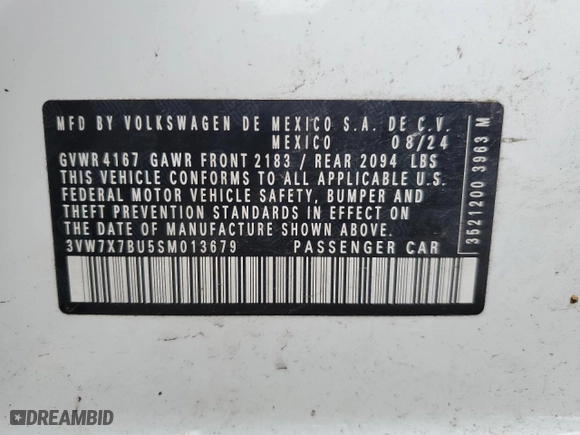 MFD BY VOLKSWAGEN DE MEXICO S.A. DE C.V.
MEXICO 08/24
GVWR 4167 GAWR FRONT 2183 / REAR 2094 LBS
THIS VEHICLE CONFORMS TO ALL APPLICABLE U.S.
FEDERAL MOTOR VEHICLE SAFETY, BUMPER AND
THEFT PREVENTION STANDARDS IN EFFECT ON
THE DATE OF MANUFACTURE SHOWN ABOVE.
3VW7X7BU5SM013679 PASSENGER CAR
3521200 3963 M
DREAMBID